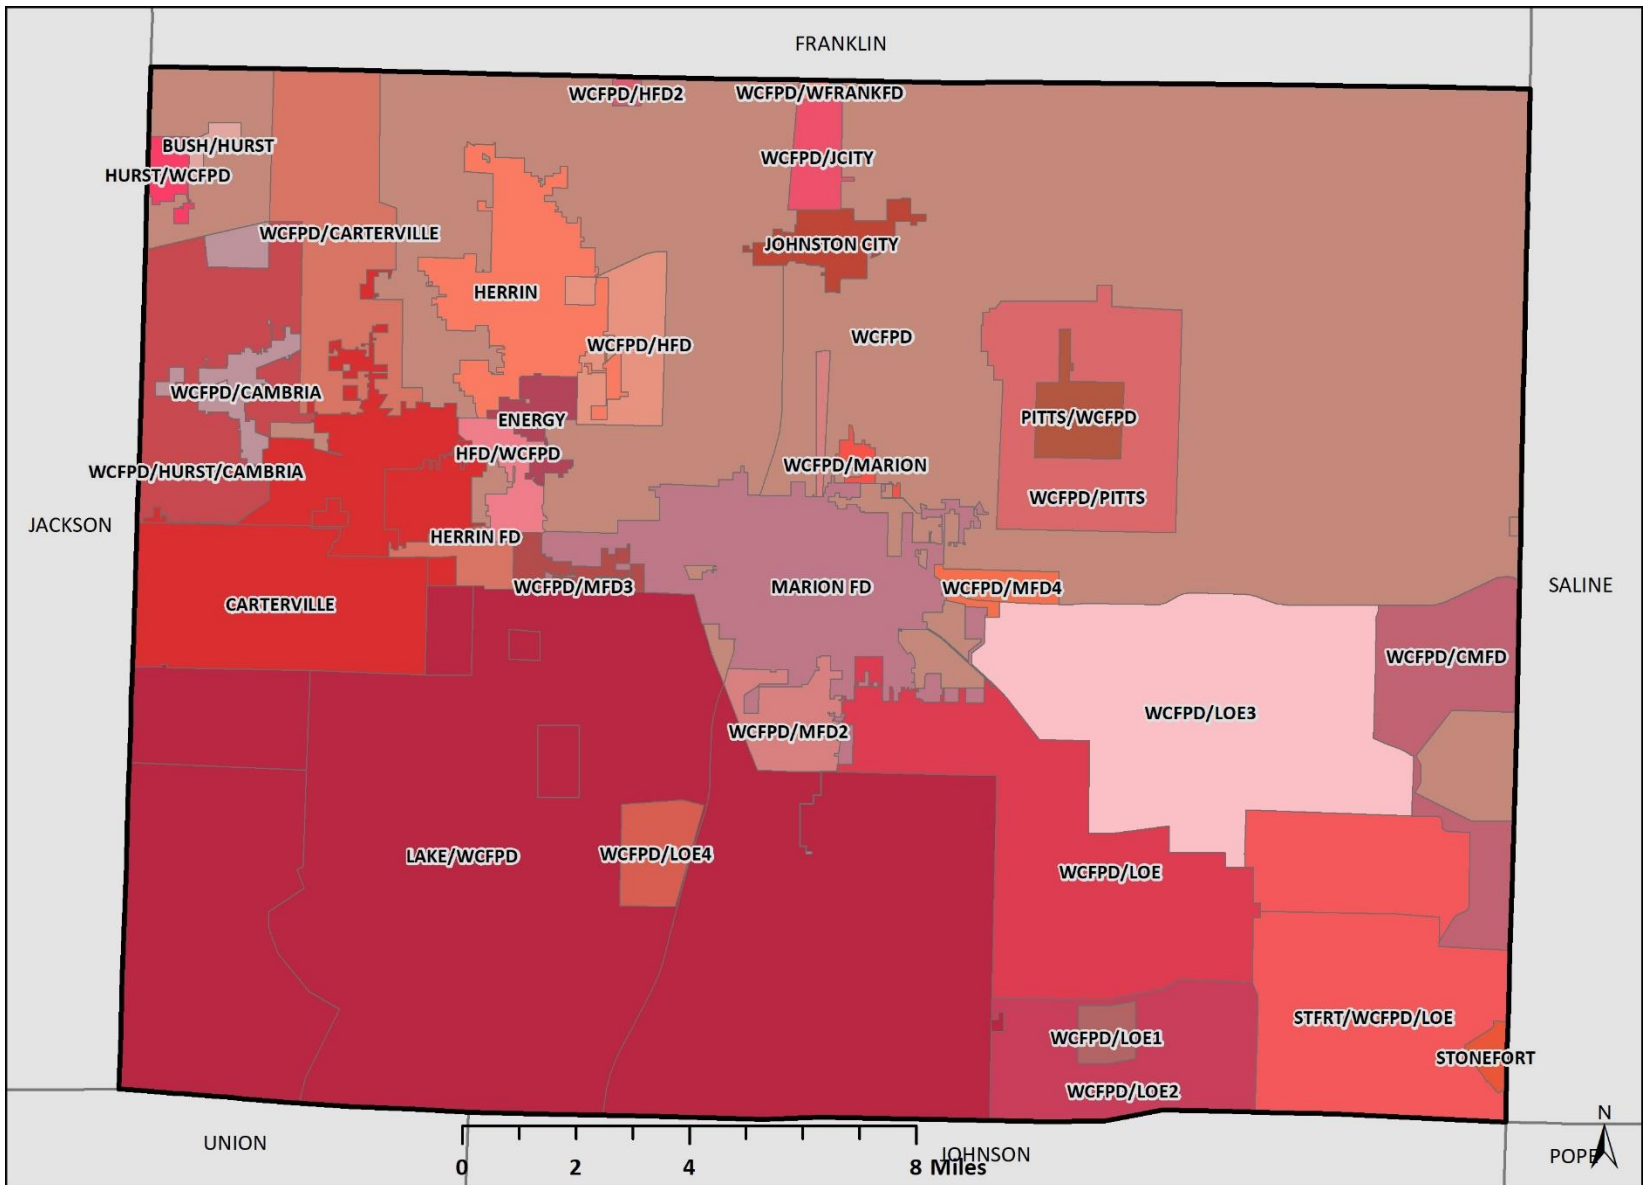 FRANKLIN
WCFPD/HFD2
WCFPD/WFRANKFD
BUSH/HURST
WCFPD/JCITY
HURST/WCFPD
WCFPD/CARTERVILLE
JOHNSTON CITY
HERRIN
WCFPD/HFD
WCFPD
WCFPD/CAMBRIA
ENERGY
PITTS/WCFPD
HFD/WCFPD
WCFPD/MARION
WCFPD/HURST/CAMBRIA
WCFPD/PITTS
JACKSON
HERRIN FD
WCFPD/MFD3
MARION FD
WCFPD/MFD4
SALINE
CARTERVILLE
WCFPD/CMFD
WCFPD/LOE3
WCFPD/MFD2
LAKE/WCFPD
WCFPD/LOE4
WCFPD/LOE
STFRT/WCFPD/LOE
WCFPD/LOE1
STONEFORT
WCFPD/LOE2
N
UNION
JOHNSON
POPE
0 2 4 8 Miles